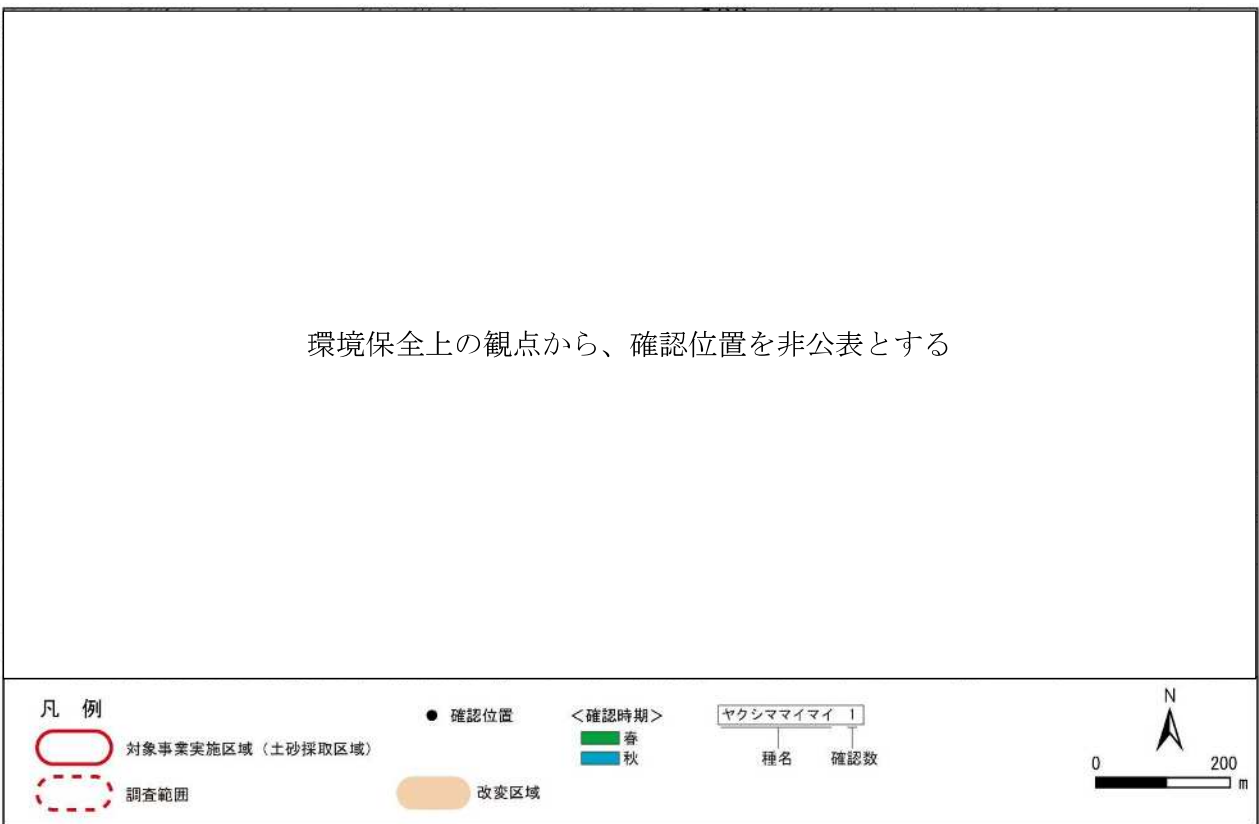 環境保全上の観点から、確認位置を非公表とする
凡 例
対象事業実施区域（土砂採取区域）
調査範囲
● 確認位置
改変区域
＜確認時期＞
春
秋
ヤクシママイマイ 1
種名 確認数
N
0 200
m